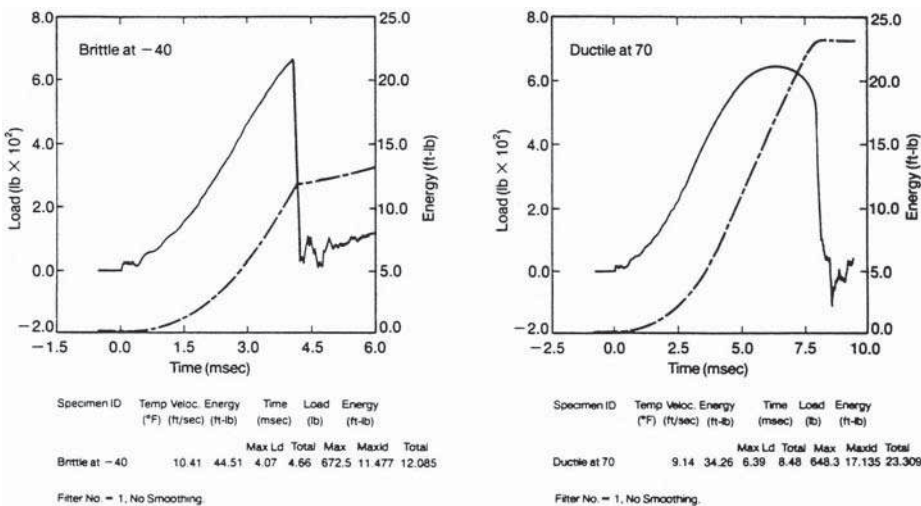 8.0 25.0
Brittle at −40
6.0 20.0
4.0 15.0
2.0 10.0
0.0 5.0
−2.0 0.0
Load (lb × 10²)
Energy (ft-lb)
−1.5 0.0 1.5 3.0 4.5 6.0
Time (msec)
Specimen ID Temp Veloc. Energy Time Load Energy
(°F) (ft/sec) (ft-lb) (msec) (lb) (ft-lb)
Max Ld Total Max Maxld Total
Brittle at −40 10.41 44.51 4.07 4.66 672.5 11.477 12.085
Filter No. = 1, No Smoothing.
8.0 25.0
Ductile at 70
6.0 20.0
4.0 15.0
2.0 10.0
0.0 5.0
−2.0 0.0
Load (lb × 10²)
Energy (ft-lb)
−2.5 0.0 2.5 5.0 7.5 10.0
Time (msec)
Specimen ID Temp Veloc. Energy Time Load Energy
(°F) (ft/sec) (ft-lb) (msec) (lb) (ft-lb)
Max Ld Total Max Maxld Total
Ductile at 70 9.14 34.26 6.39 8.48 648.3 17.135 23.309
Filter No. = 1, No Smoothing.